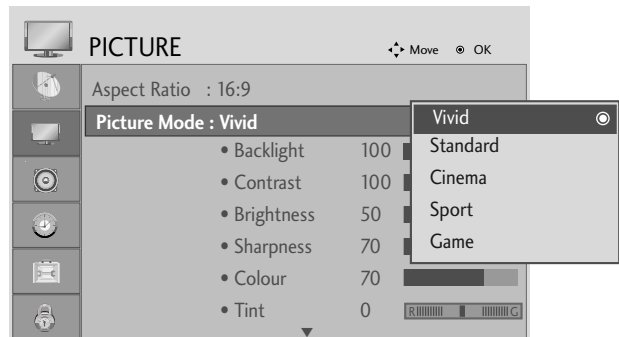 PICTURE
Move OK
Aspect Ratio : 16:9
Picture Mode : Vivid
• Backlight 100
• Contrast 100
• Brightness 50
• Sharpness 70
• Colour 70
• Tint 0 R G
Vivid
Standard
Cinema
Sport
Game